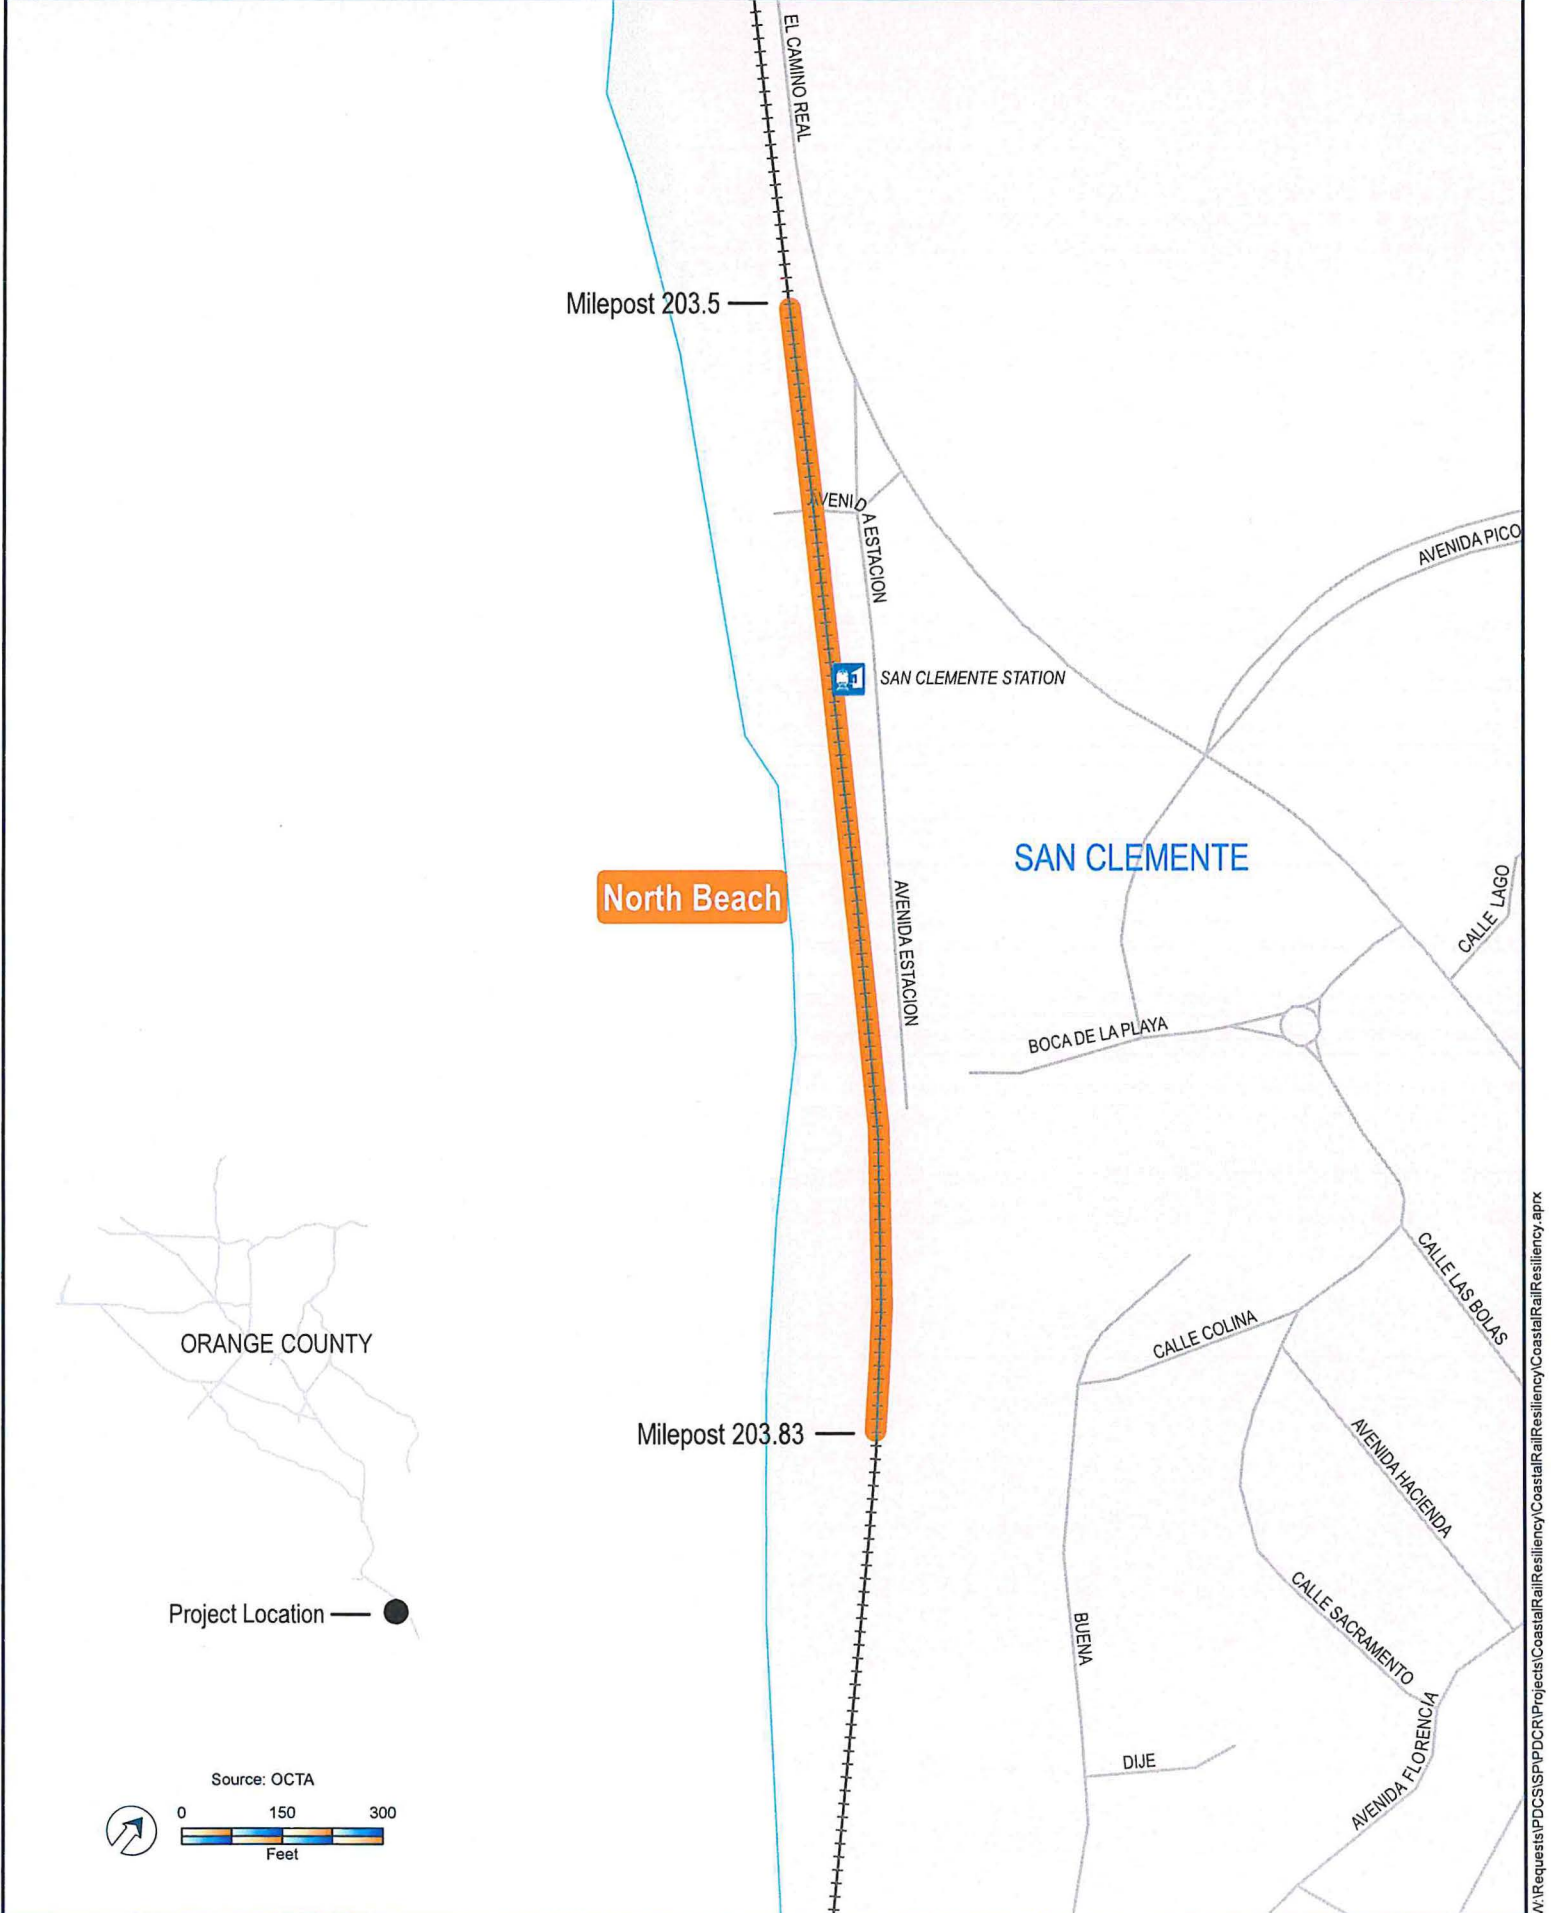 EL CAMINO REAL
Milepost 203.5
AVENIDA ESTACION
AVENIDA PICO
SAN CLEMENTE STATION
SAN CLEMENTE
CALLE LAGO
North Beach
AVENIDA ESTACION
BOCA DE LA PLAYA
CALLE LAS BOLAS
ORANGE COUNTY
CALLE COLINA
Milepost 203.83
AVENIDA HACIENDA
Project Location
CALLE SACRAMENTO
BUENA
AVENIDA FLORENCIA
DIJE
Source: OCTA
0 150 300
Feet
W:\Requests\PDCS\SP\PDCR\Projects\CoastalRailResiliency\CoastalRailResiliency\CoastalRailResiliency.aprx